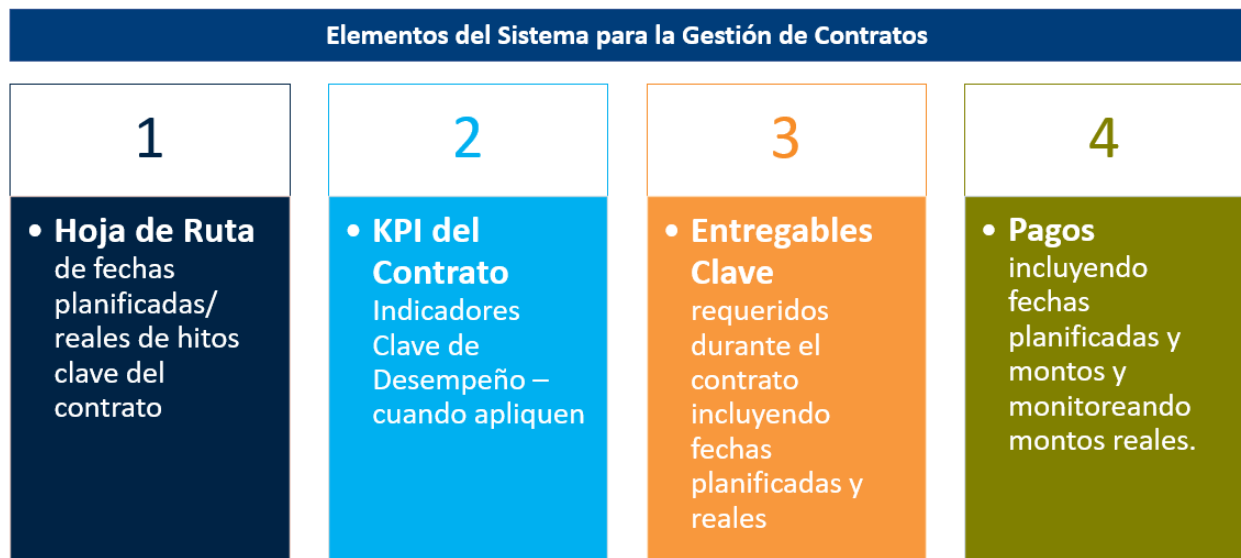 Elementos del Sistema para la Gestión de Contratos
1
• Hoja de Ruta
de fechas
planificadas/
reales de hitos
clave del
contrato
2
• KPI del
Contrato
Indicadores
Clave de
Desempeño –
cuando apliquen
3
• Entregables
Clave
requeridos
durante el
contrato
incluyendo
fechas
planificadas y
reales
4
• Pagos
incluyendo
fechas
planificadas y
montos y
monitoreando
montos reales.